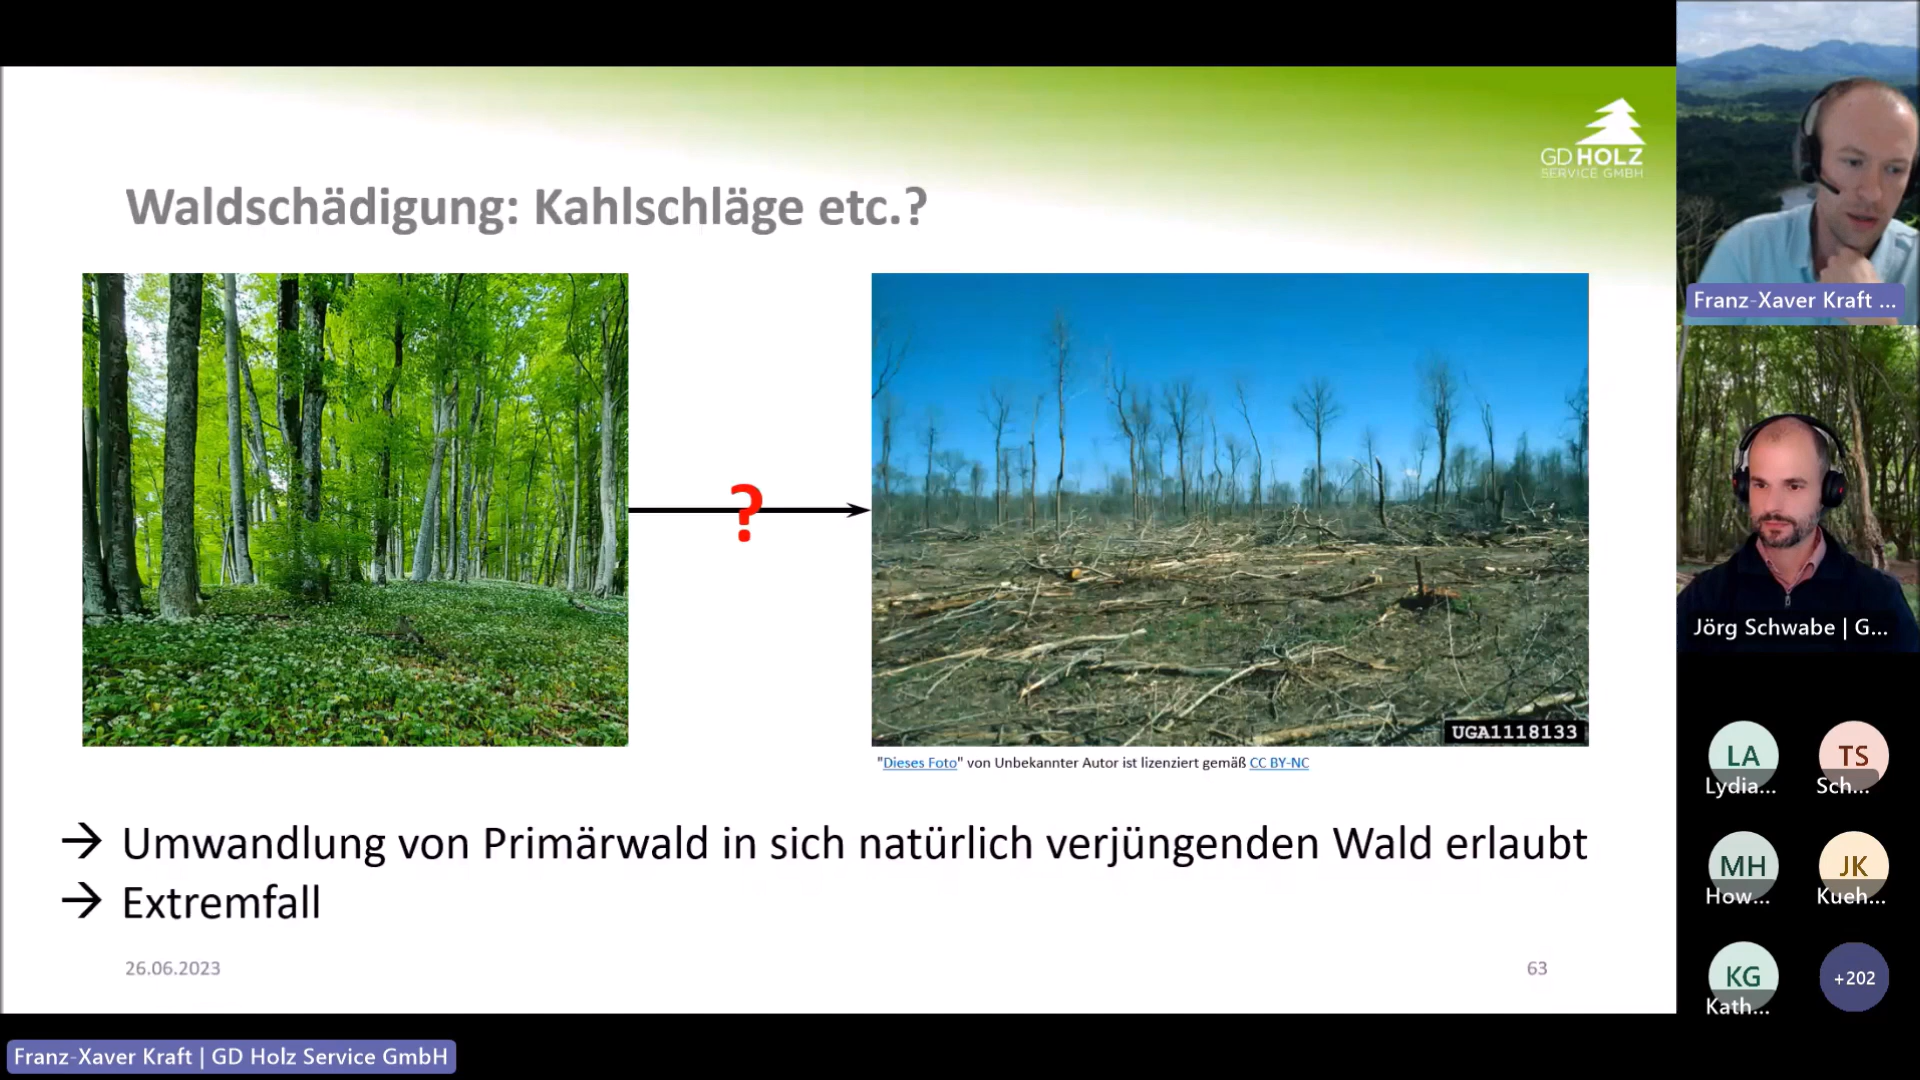 GD HOLZ
SERVICE GMBH
Waldschädigung: Kahlschläge etc.?
?
UGA1118133
"Dieses Foto" von Unbekannter Autor ist lizenziert gemäß CC BY-NC
→ Umwandlung von Primärwald in sich natürlich verjüngenden Wald erlaubt
→ Extremfall
26.06.2023
63
Franz-Xaver Kraft ...
Jörg Schwabe | G...
LA
Lydia...
TS
Sch...
MH
How...
JK
Kueh...
KG
Kath...
+202
Franz-Xaver Kraft | GD Holz Service GmbH